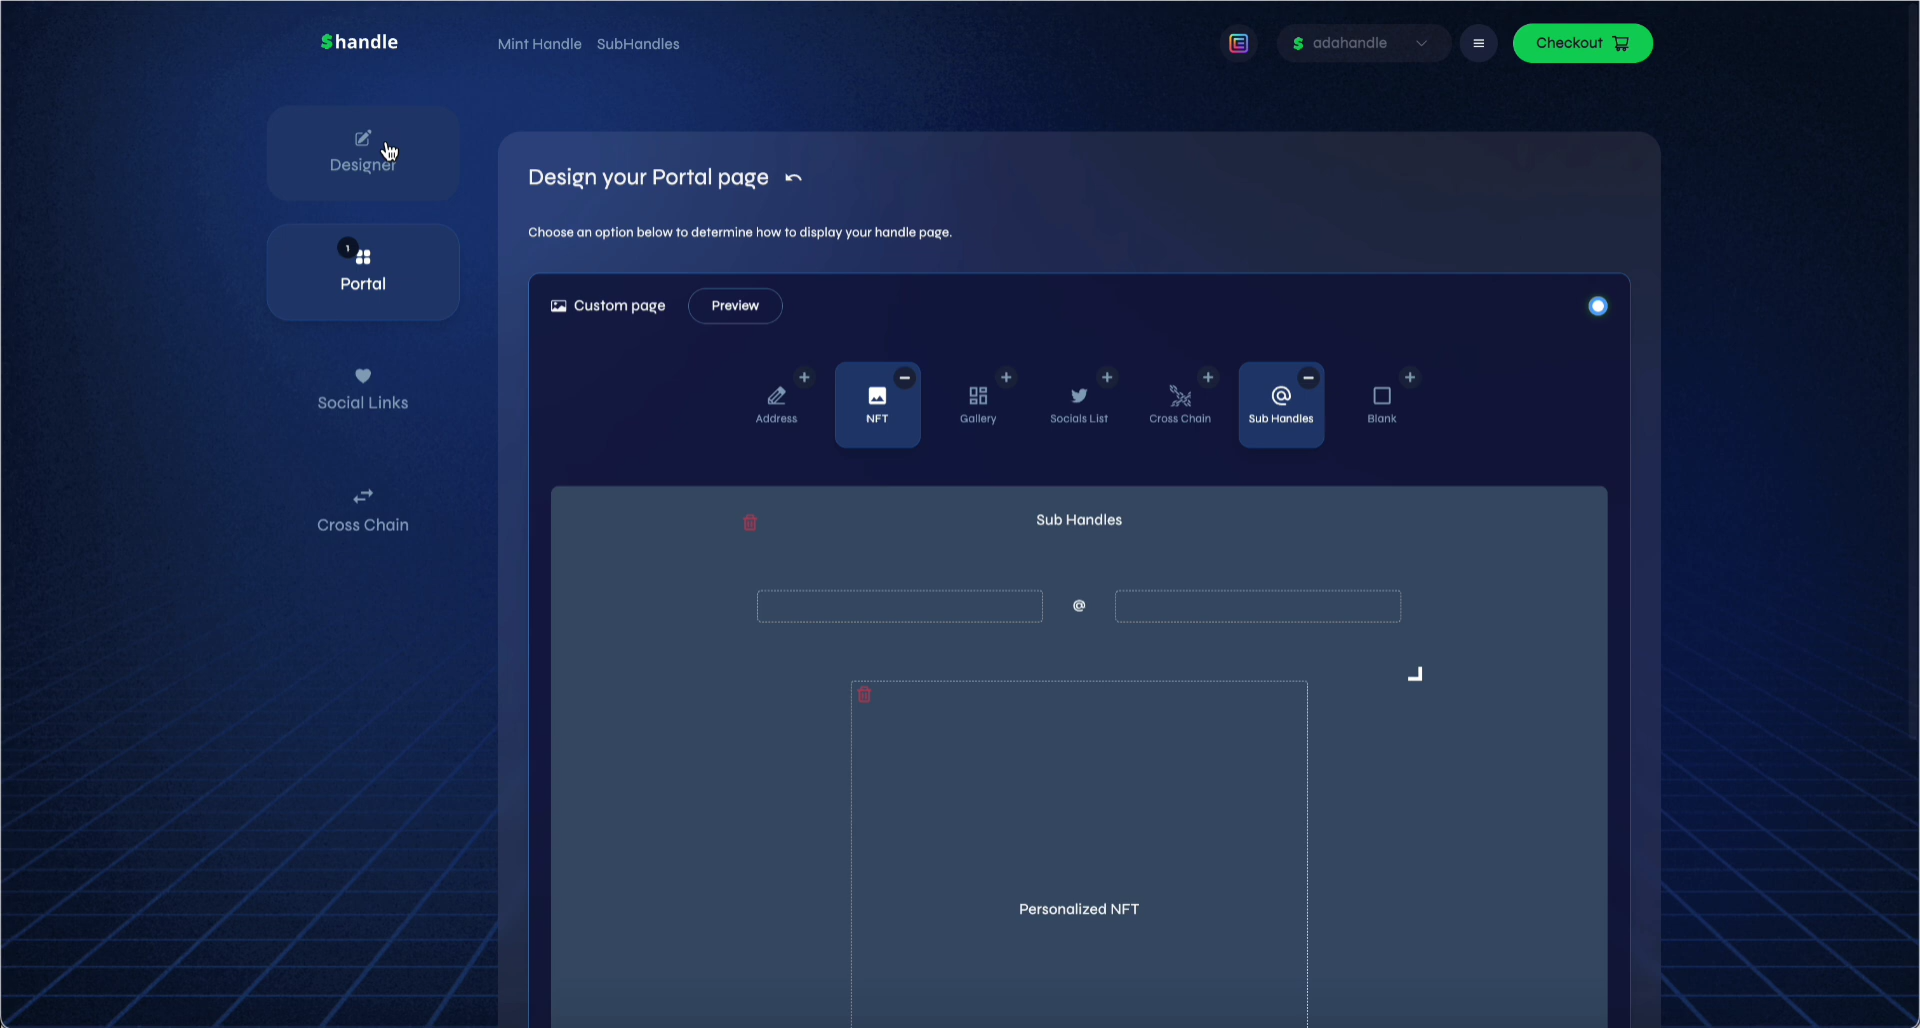 $handle
Mint Handle
SubHandles
$ adahandle
Checkout
Designer
1
Portal
Social Links
Cross Chain
Design your Portal page
Choose an option below to determine how to display your handle page.
Custom page
Preview
Address
NFT
Gallery
Socials List
Cross Chain
@
Sub Handles
Blank
Sub Handles
@
Personalized NFT